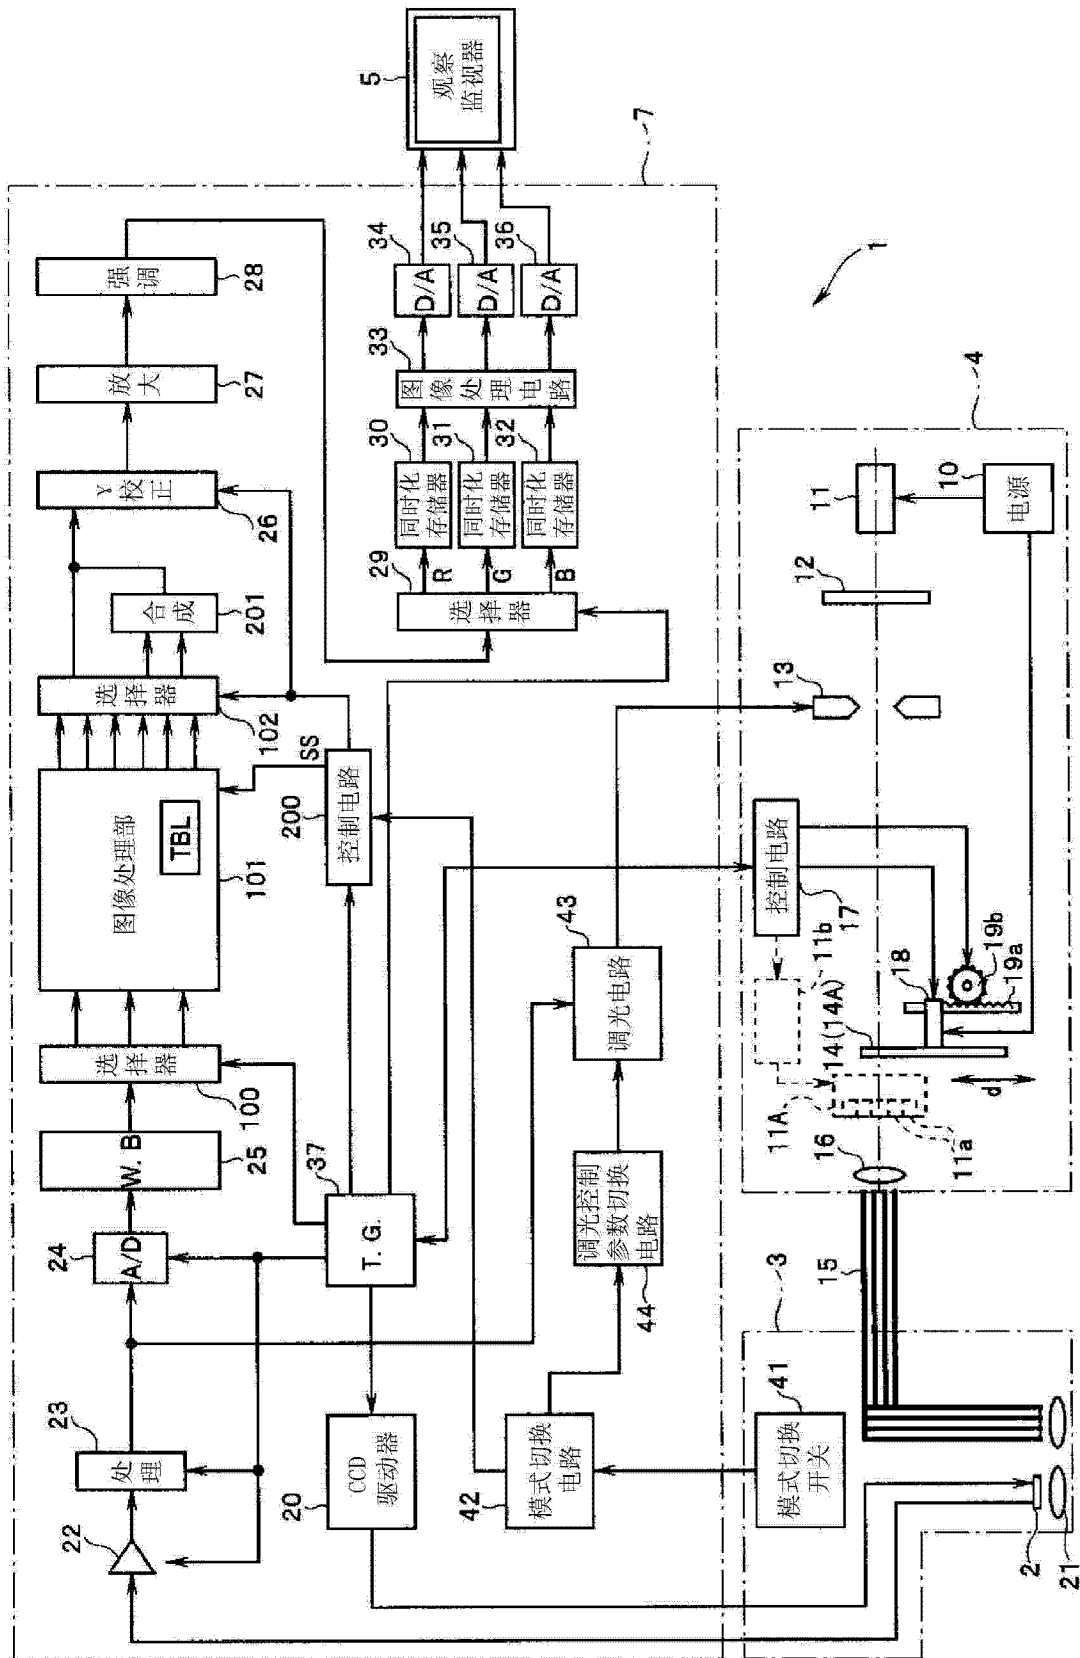 22
23
处理
24
A/D
25
W. B
100
选择器
图像处理部
TBL
101
选择器
102
合成
201
γ校正
26
放大
27
强调
28
20
CCD
驱动器
37
T. G.
200
控制电路
SS
29
选择器
R
G
B
30
同时化
存储器
31
同时化
存储器
32
同时化
存储器
33
图像处理电路
34
D/A
35
D/A
36
D/A
5
观察
监视器
7
42
模式切换
电路
44
调光控制
参数切换
电路
43
调光电路
1
3
41
模式切换
开关
2
21
15
4
16
11A
11a
11b
14(14A)
d
17
控制电路
18
19a
19b
13
12
11
10
电源